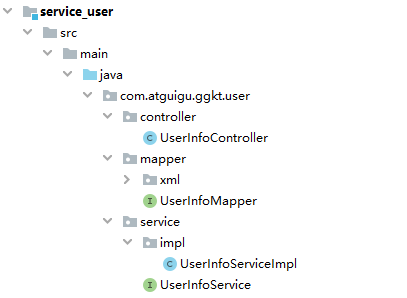 service_user
src
main
java
com.atguigu.ggkt.user
controller
C UserInfoController
mapper
xml
I UserInfoMapper
service
impl
C UserInfoServiceImpl
I UserInfoService